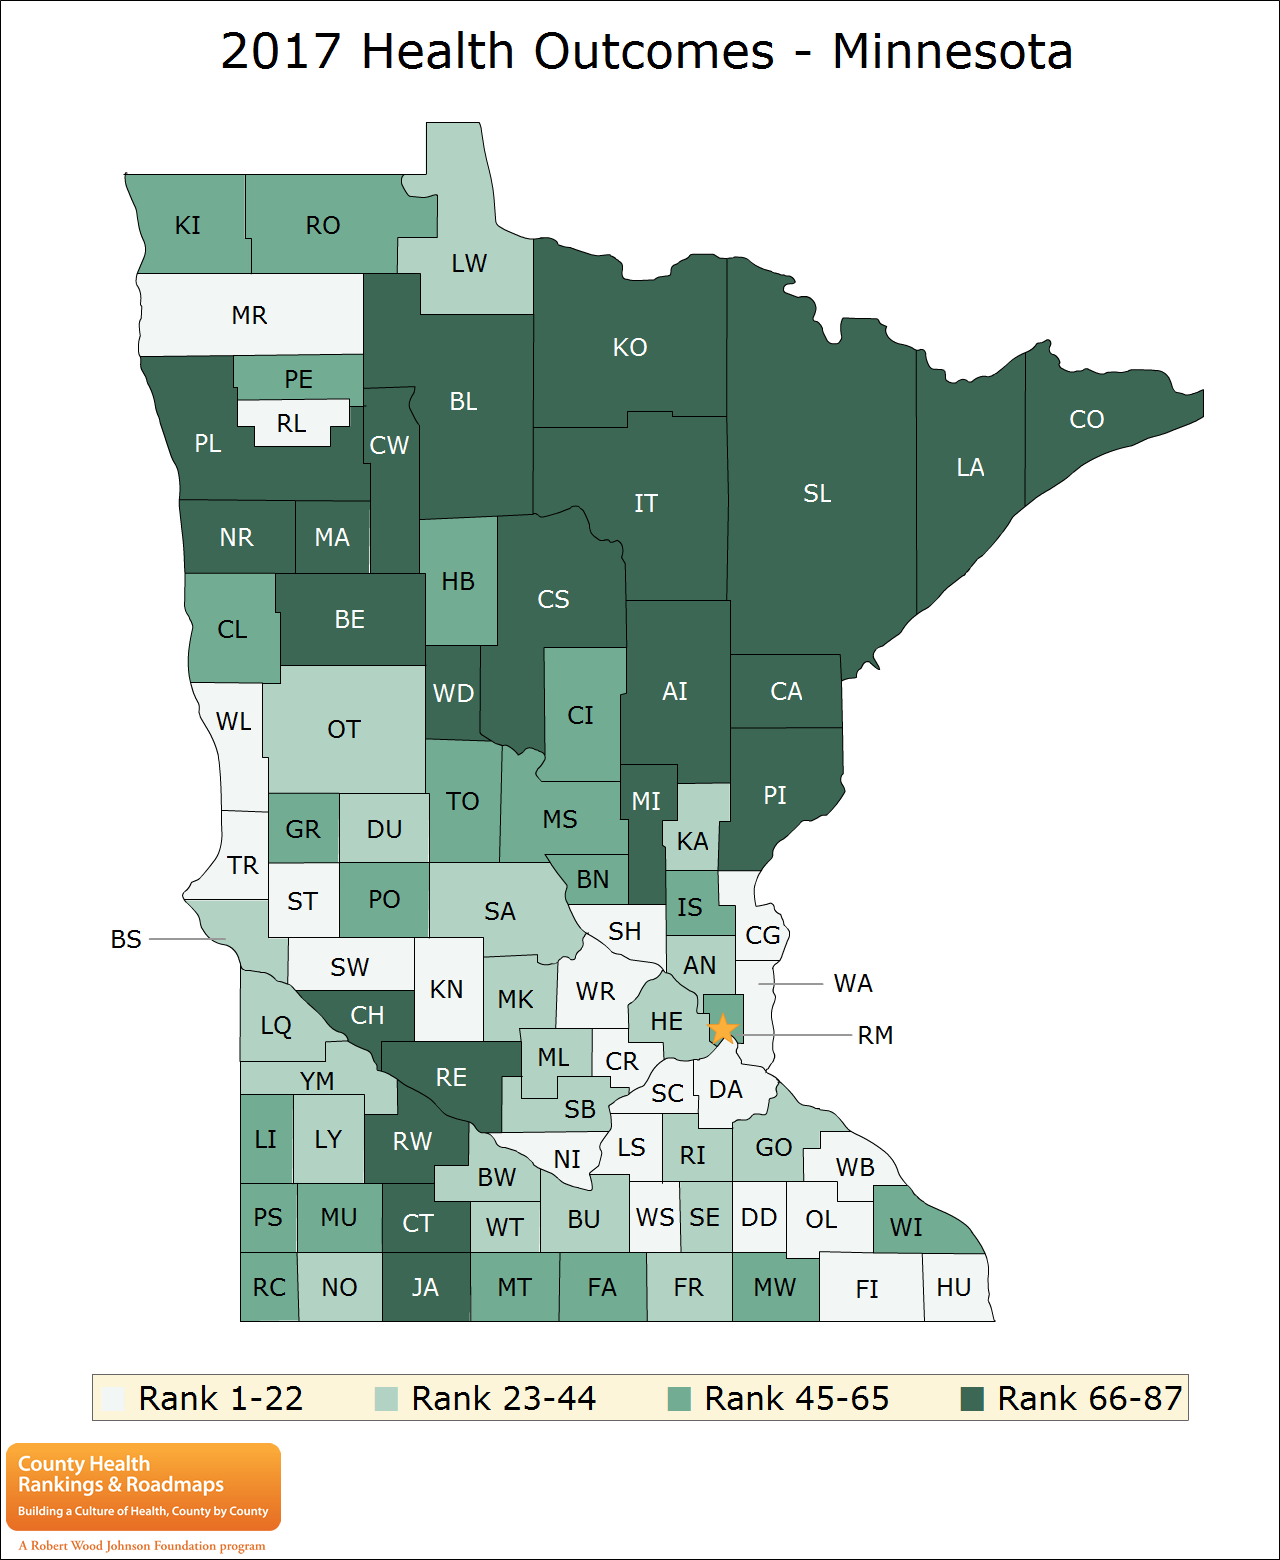 2017 Health Outcomes - Minnesota
KI
RO
LW
MR
KO
PE
BL
RL
CO
PL
CW
LA
SL
IT
NR
MA
HB
CS
BE
CL
WD
AI
CA
WL
CI
OT
PI
TO
MI
MS
GR
DU
KA
TR
BN
ST
PO
IS
SA
SH
CG
BS
SW
AN
WA
KN
WR
MK
CH
HE
LQ
RM
ML
CR
YM
RE
SC
DA
SB
LI
LY
RW
LS
GO
RI
NI
WB
BW
PS
MU
CT
WT
BU
WS
SE
DD
OL
WI
RC
NO
JA
MT
FA
FR
MW
FI
HU
Rank 1-22 Rank 23-44 Rank 45-65 Rank 66-87
County Health
Rankings & Roadmaps
Building a Culture of Health, County by County
A Robert Wood Johnson Foundation program